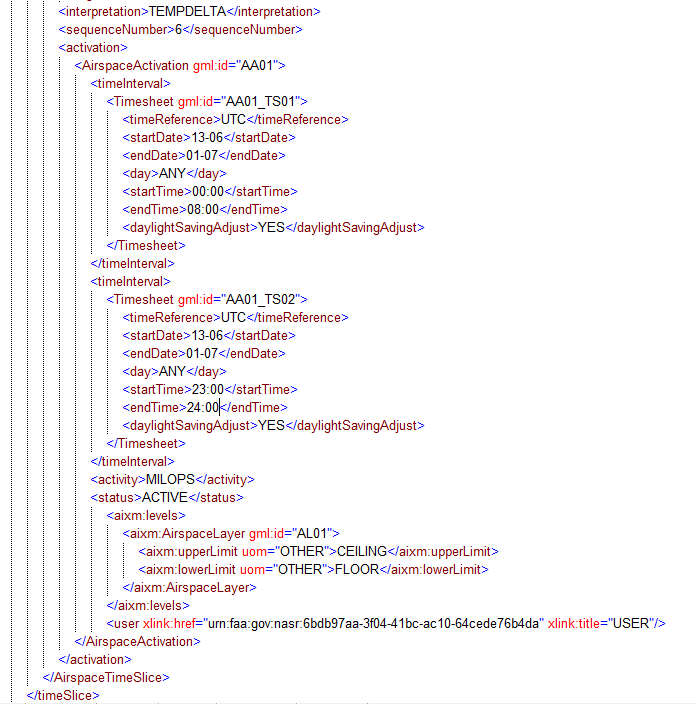 <interpretation>TEMPDELTA</interpretation>
<sequenceNumber>6</sequenceNumber>
<activation>
<AirspaceActivation gml:id="AA01">
<timeInterval>
<Timesheet gml:id="AA01_TS01">
<timeReference>UTC</timeReference>
<startDate>13-06</startDate>
<endDate>01-07</endDate>
<day>ANY</day>
<startTime>00:00</startTime>
<endTime>08:00</endTime>
<daylightSavingAdjust>YES</daylightSavingAdjust>
</Timesheet>
</timeInterval>
<timeInterval>
<Timesheet gml:id="AA01_TS02">
<timeReference>UTC</timeReference>
<startDate>13-06</startDate>
<endDate>01-07</endDate>
<day>ANY</day>
<startTime>23:00</startTime>
<endTime>24:00</endTime>
<daylightSavingAdjust>YES</daylightSavingAdjust>
</Timesheet>
</timeInterval>
<activity>MILOPS</activity>
<status>ACTIVE</status>
<aixm:levels>
<aixm:AirspaceLayer gml:id="AL01">
<aixm:upperLimit uom="OTHER">CEILING</aixm:upperLimit>
<aixm:lowerLimit uom="OTHER">FLOOR</aixm:lowerLimit>
</aixm:AirspaceLayer>
</aixm:levels>
<user xlink:href="urn:faa:gov:nasr:6bdb97aa-3f04-41bc-ac10-64cede76b4da" xlink:title="USER"/>
</AirspaceActivation>
</activation>
</AirspaceTimeSlice>
</timeSlice>